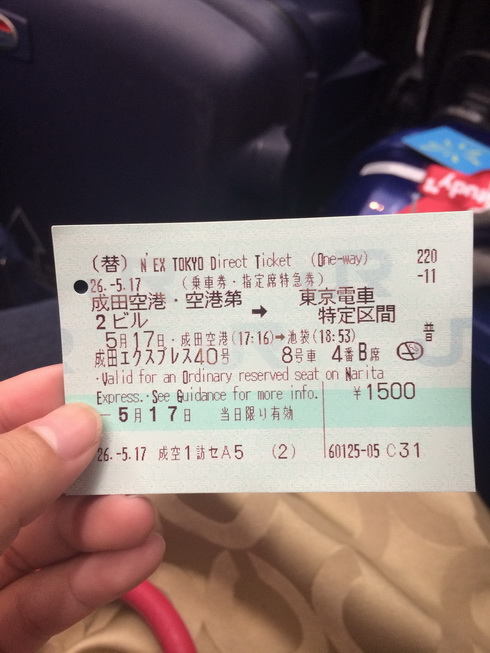 (替) N'EX TOKYO Direct Ticket (One-way) 220
26.-5.17 (乗車券・指定席特急券) -11
成田空港・空港第 → 東京電車
2ビル 特定区間
普
5月17日・成田空港(17:16)→池袋(18:53)
成田エクスプレス40号 8号車 4番B席
・Valid for an Ordinary reserved seat on Narita
Express.・See Guidance for more info. ¥1500
-5月17日 当日限り有効
26.-5.17 成空1訪セA5 (2) 60125-05 C31
study